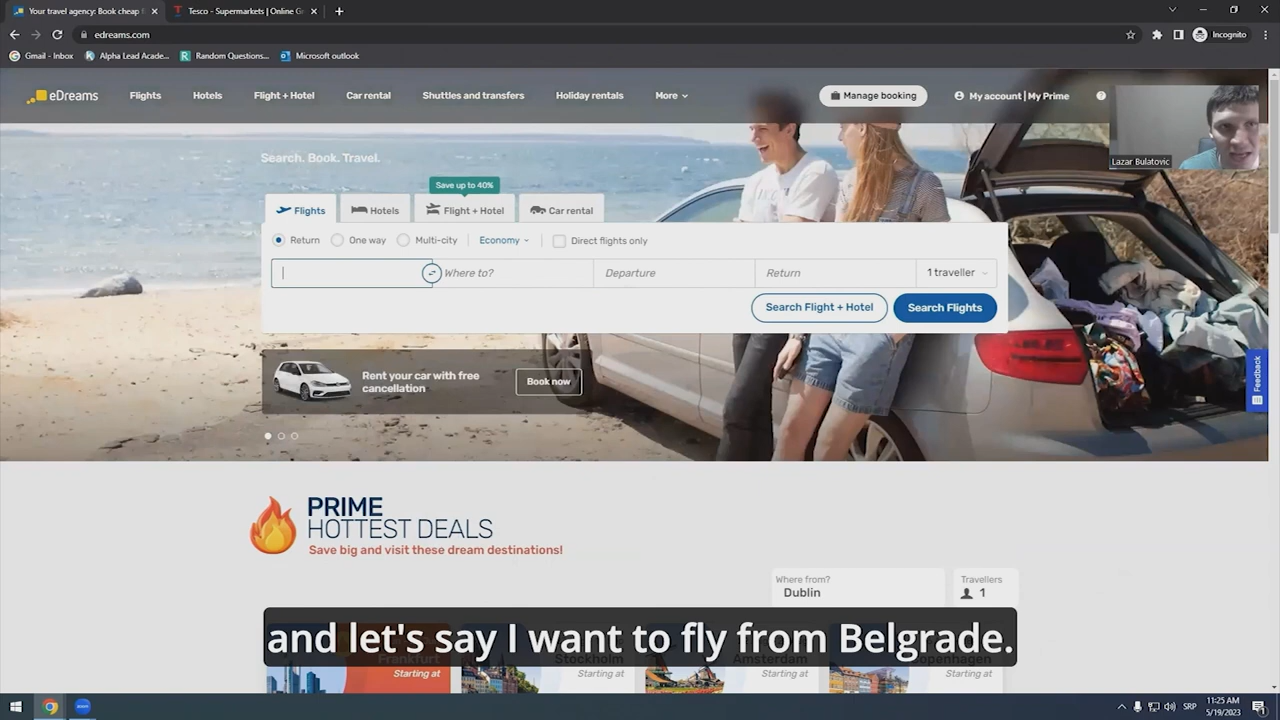 Your travel agency: Book cheap
Tesco - Supermarkets | Online Gr
edreams.com
Incognito
Gmail - Inbox
Alpha Lead Acade...
Random Questions...
Microsoft outlook
eDreams
Flights
Hotels
Flight + Hotel
Car rental
Shuttles and transfers
Holiday rentals
More
Manage booking
My account | My Prime
Lazar Bulatovic
Search. Book. Travel.
Save up to 40%
Flights
Hotels
Flight + Hotel
Car rental
Return
One way
Multi-city
Economy
Direct flights only
Where to?
Departure
Return
1 traveller
Search Flight + Hotel
Search Flights
Rent your car with free
cancellation
Book now
Feedback
PRIME
HOTTEST DEALS
Save big and visit these dream destinations!
Where from?
Dublin
Travellers
1
and let's say I want to fly from Belgrade.
Frankfurt
Stockholm
Amsterdam
Copenhagen
Starting at
Starting at
Starting at
Starting at
zoom
SRP
11:25 AM
5/19/2023